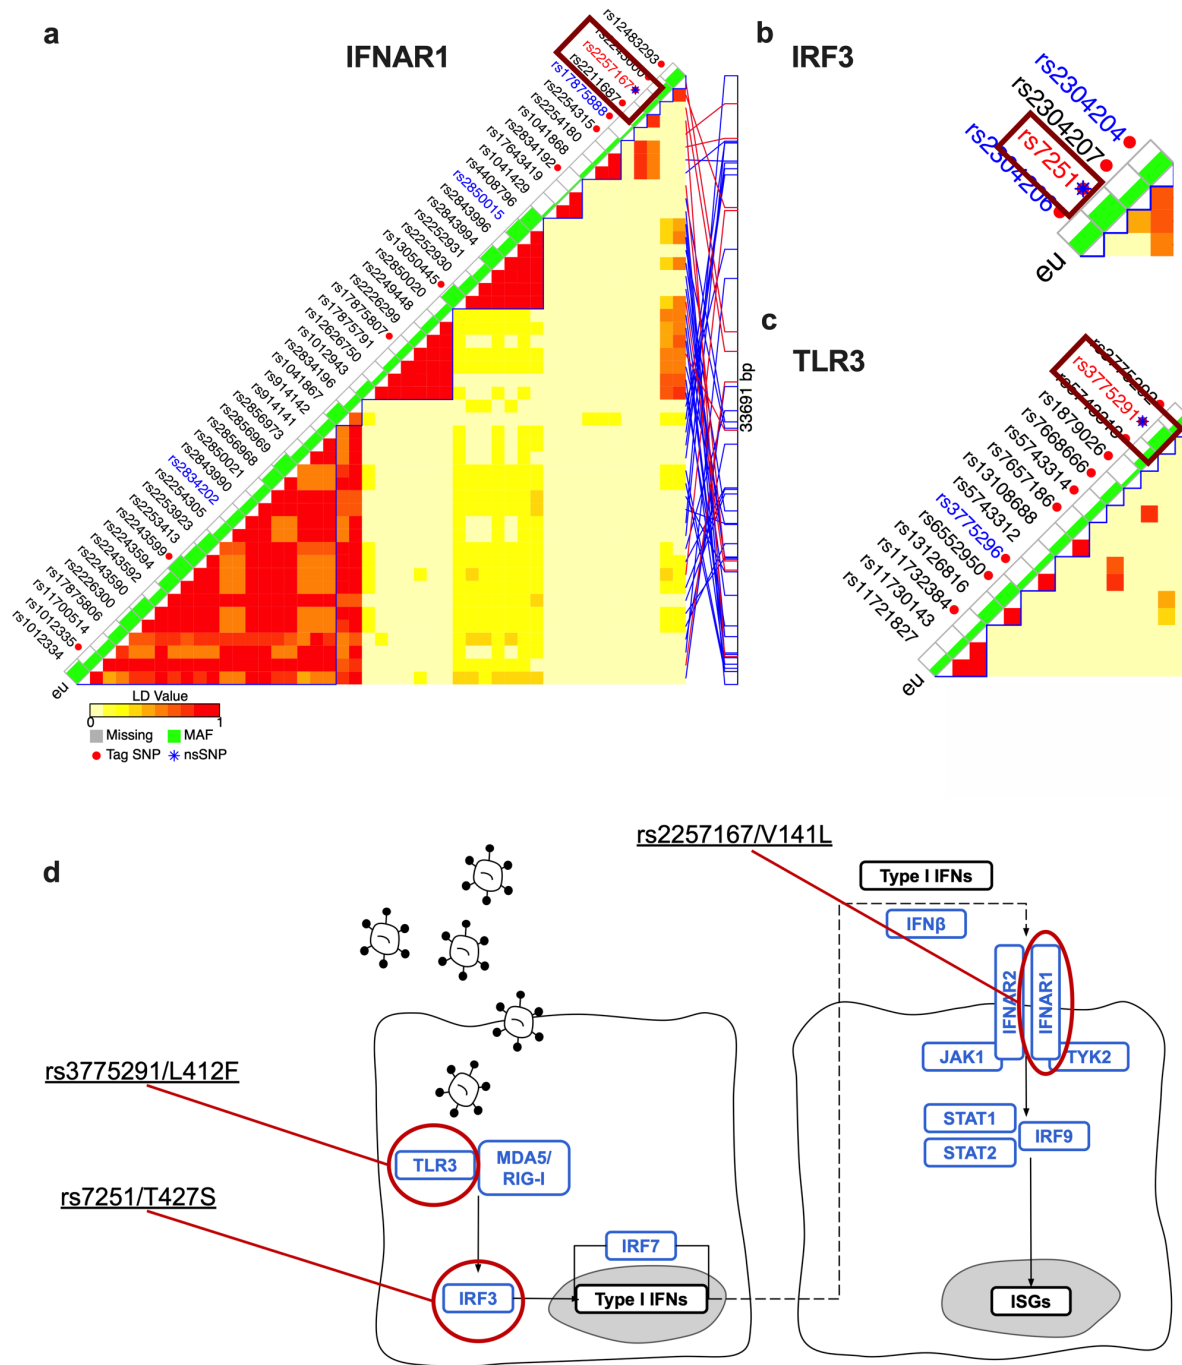 a
IFNAR1
rs12483293
rs2257167
rs2211687
rs17875888
rs2254315
rs2254180
rs1041868
rs2834192
rs17643419
rs1041429
rs4408796
rs2850015
rs2843996
rs2843994
rs2252931
rs2252930
rs13050445
rs2850020
rs2249448
rs2226299
rs17875807
rs17875791
rs12626750
rs1012943
rs2834196
rs1041867
rs914142
rs914141
rs2856973
rs2856969
rs2856968
rs2850021
rs2843990
rs2834202
rs2254305
rs2253923
rs2253413
rs2243599
rs2243594
rs2243592
rs2243590
rs2226300
rs17875806
rs11700514
rs1012335
rs1012334
eu
33691 bp
LD Value
0 1
Missing MAF
Tag SNP nsSNP
b
IRF3
rs2304204
rs2304207
rs7251
rs2304206
eu
c
TLR3
rs3775292
rs3775291
rs5743313
rs1879026
rs7668666
rs5743314
rs7657186
rs13108688
rs5743312
rs3775296
rs6552950
rs13126816
rs11732384
rs11730143
rs11721827
eu
d
rs2257167/V141L
Type I IFNs
IFNβ
IFNAR2
IFNAR1
JAK1
TYK2
STAT1
STAT2
IRF9
ISGs
rs3775291/L412F
TLR3
MDA5/
RIG-I
rs7251/T427S
IRF7
IRF3
Type I IFNs